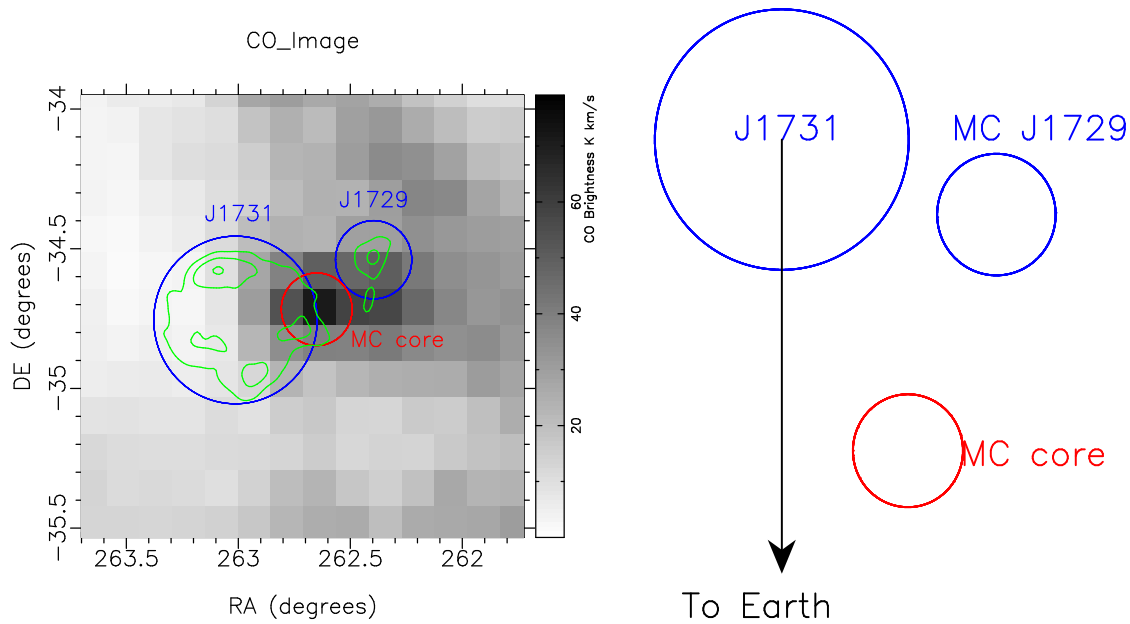 CO_Image
J1731
J1729
MC core
−34
−34.5
−35
−35.5
DE (degrees)
263.5
263
262.5
262
RA (degrees)
20
40
60
CO Brightness K km/s
J1731
MC J1729
MC core
To Earth